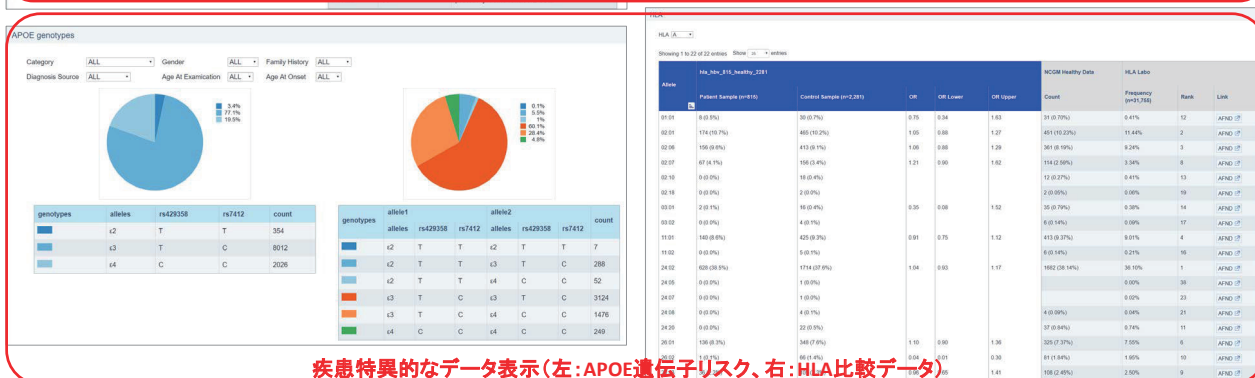 APOE genotypes
Category ALL Gender ALL Family History ALL
Diagnosis Source ALL Age At Examination ALL Age At Onset ALL
3.4%
77.1%
19.5%
0.1%
5.5%
1%
60.1%
28.4%
4.8%
genotypes alleles rs429358 rs7412 count
ε2 T T 354
ε3 T C 8012
ε4 C C 2026
genotypes allele1 allele2 count
alleles rs429358 rs7412 alleles rs429358 rs7412
ε2 T T ε2 T T 7
ε2 T T ε3 T C 288
ε2 T T ε4 C C 52
ε3 T C ε3 T C 3124
ε3 T C ε4 C C 1476
ε4 C C ε4 C C 249
HLA
HLA A
Showing 1 to 22 of 22 entries Show entries
Allele hla_hbv_815_healthy_2281 NCGM Healthy Data HLA Labo
Patient Sample (n=816) Control Sample (n=2,281) OR OR Lower OR Upper Count Frequency (n=31,788) Rank Link
01:01 8 (0.5%) 30 (0.7%) 0.75 0.34 1.63 31 (0.70%) 0.41% 12 AFND
02:01 174 (10.7%) 465 (10.2%) 1.05 0.88 1.27 451 (10.23%) 11.44% 2 AFND
02:06 156 (9.6%) 413 (9.1%) 1.06 0.88 1.29 361 (8.19%) 9.24% 3 AFND
02:07 67 (4.1%) 156 (3.4%) 1.21 0.90 1.62 114 (2.59%) 3.34% 8 AFND
02:10 0 (0.0%) 18 (0.4%) 12 (0.27%) 0.41% 13 AFND
02:18 0 (0.0%) 2 (0.0%) 2 (0.05%) 0.06% 19 AFND
03:01 2 (0.1%) 16 (0.4%) 0.35 0.08 1.52 35 (0.79%) 0.38% 14 AFND
03:02 0 (0.0%) 4 (0.1%) 6 (0.14%) 0.09% 17 AFND
11:01 140 (8.6%) 425 (9.3%) 0.91 0.75 1.12 413 (9.37%) 9.01% 4 AFND
11:02 0 (0.0%) 5 (0.1%) 6 (0.14%) 0.21% 16 AFND
24:02 628 (38.5%) 1714 (37.6%) 1.04 0.93 1.17 1682 (38.14%) 36.10% 1 AFND
24:05 0 (0.0%) 1 (0.0%) 0.00% 36 AFND
24:07 0 (0.0%) 1 (0.0%) 0.02% 23 AFND
24:08 0 (0.0%) 4 (0.1%) 4 (0.09%) 0.04% 21 AFND
24:20 0 (0.0%) 22 (0.5%) 37 (0.84%) 0.74% 11 AFND
26:01 136 (8.3%) 348 (7.6%) 1.10 0.90 1.36 325 (7.37%) 7.55% 6 AFND
26:02 1 (0.1%) 66 (1.4%) 0.04 0.01 0.30 81 (1.84%) 1.95% 10 AFND
0.96 1.41 108 (2.45%) 2.50% 9 AFND
疾患特異的なデータ表示（左：APOE遺伝子リスク、右：HLA比較データ）